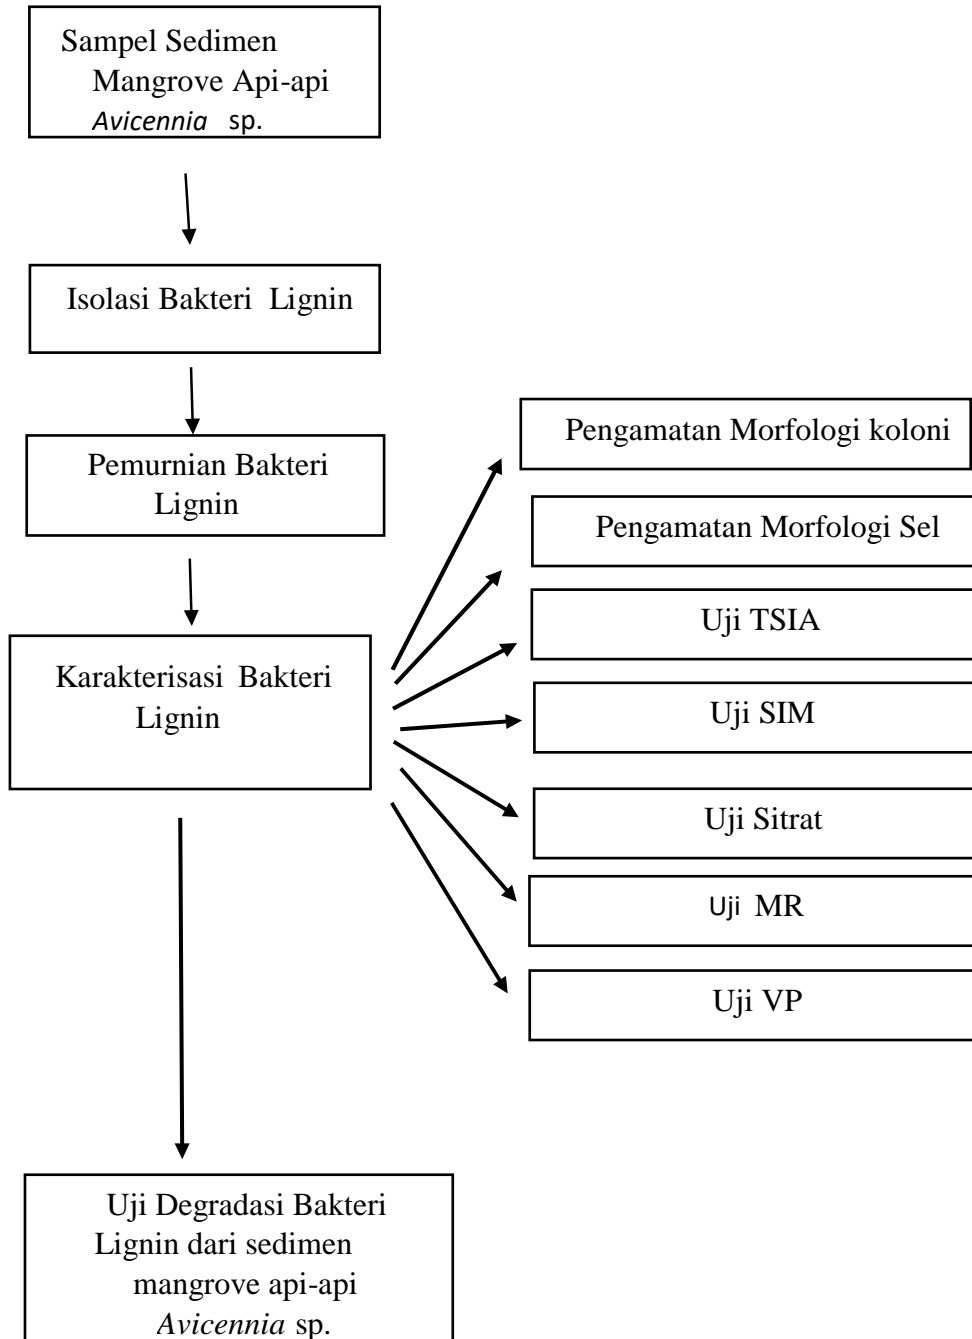 Sampel Sedimen
Mangrove Api-api
Avicennia sp.
Isolasi Bakteri Lignin
Pemurnian Bakteri
Lignin
Karakterisasi Bakteri
Lignin
Pengamatan Morfologi koloni
Pengamatan Morfologi Sel
Uji TSIA
Uji SIM
Uji Sitrat
Uji MR
Uji VP
Uji Degradasi Bakteri
Lignin dari sedimen
mangrove api-api
Avicennia sp.